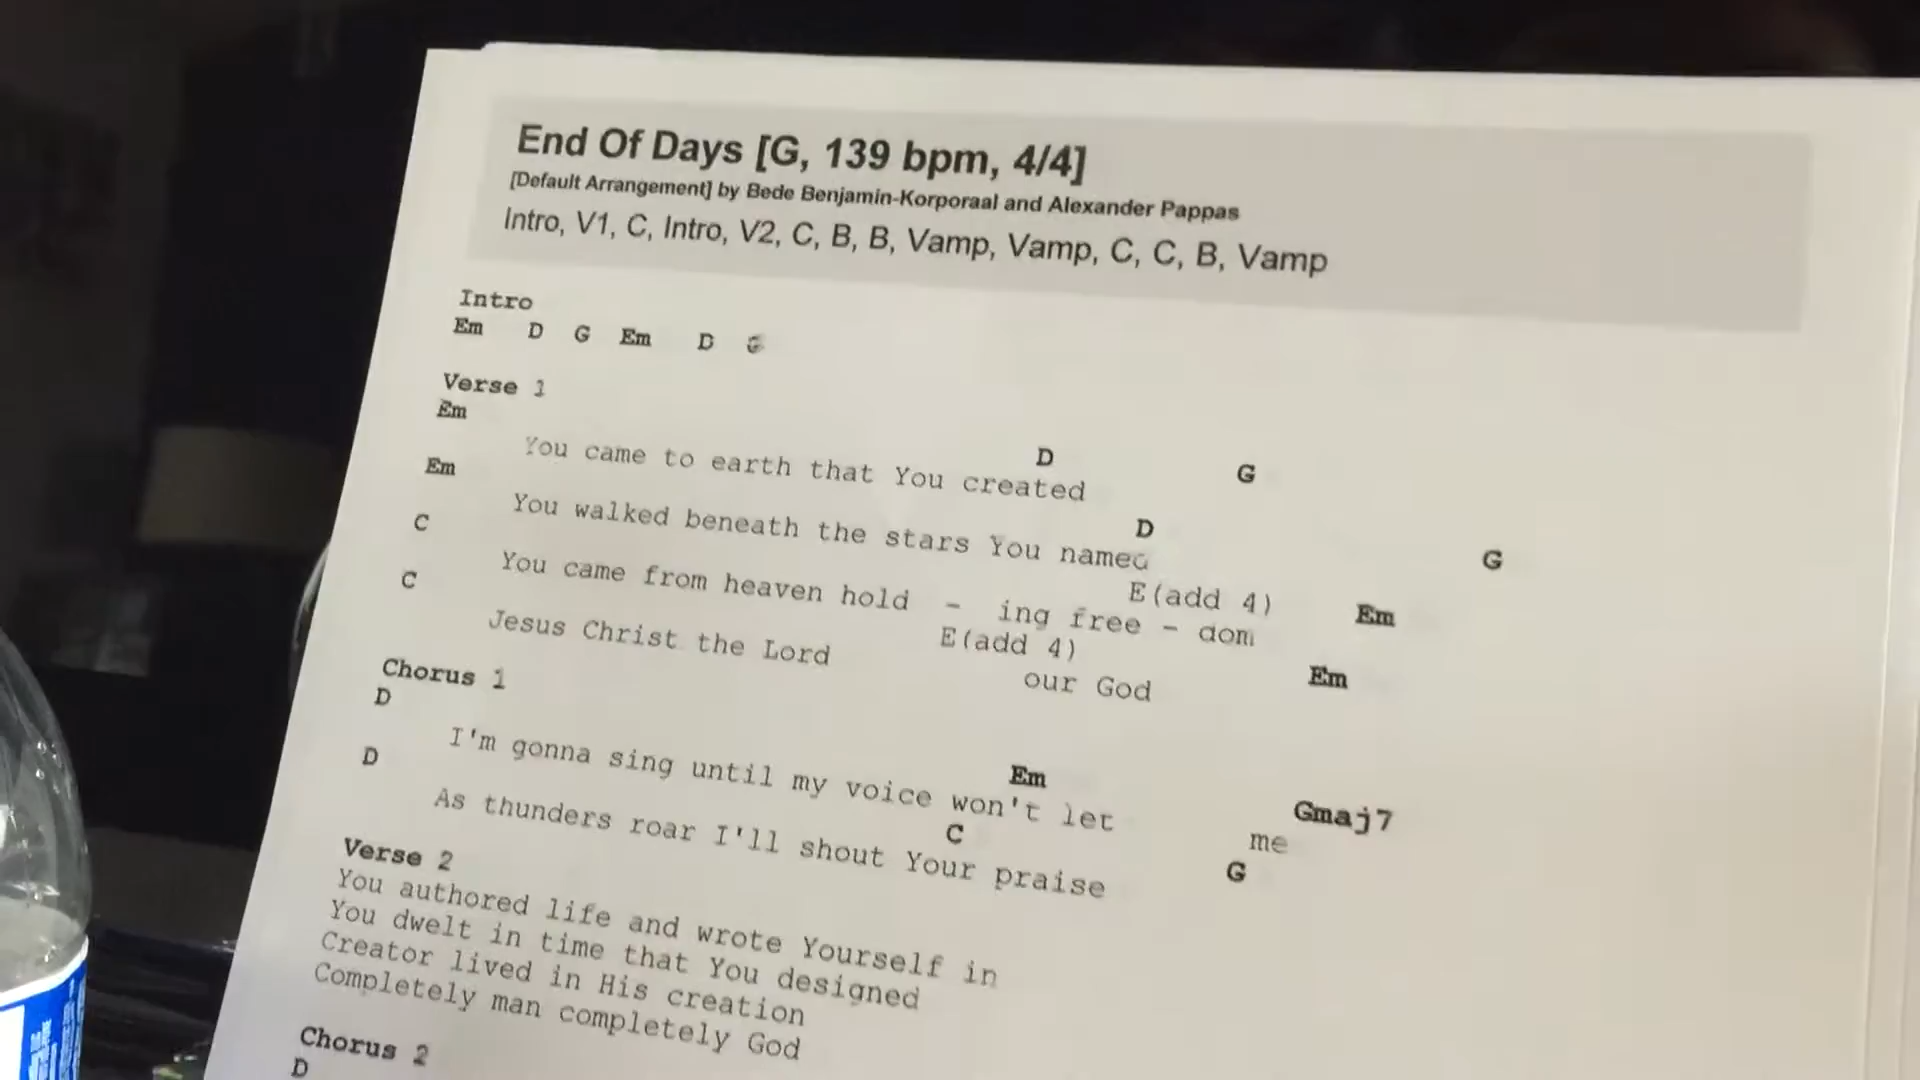 End Of Days [G, 139 bpm, 4/4]
[Default Arrangement] by Bede Benjamin-Korporaal and Alexander Pappas
Intro, V1, C, Intro, V2, C, B, B, Vamp, Vamp, C, C, B, Vamp
Intro
Em D G Em D G
Verse 1
Em D G
You came to earth that You created
Em D G
You walked beneath the stars You named
C E(add 4) Em
You came from heaven hold - ing free - dom
C E(add 4) Em
Jesus Christ the Lord our God
Chorus 1
D Em Gmaj7
I'm gonna sing until my voice won't let me
D C G
As thunders roar I'll shout Your praise
Verse 2
You authored life and wrote Yourself in
You dwelt in time that You designed
Creator lived in His creation
Completely man completely God
Chorus 2
D